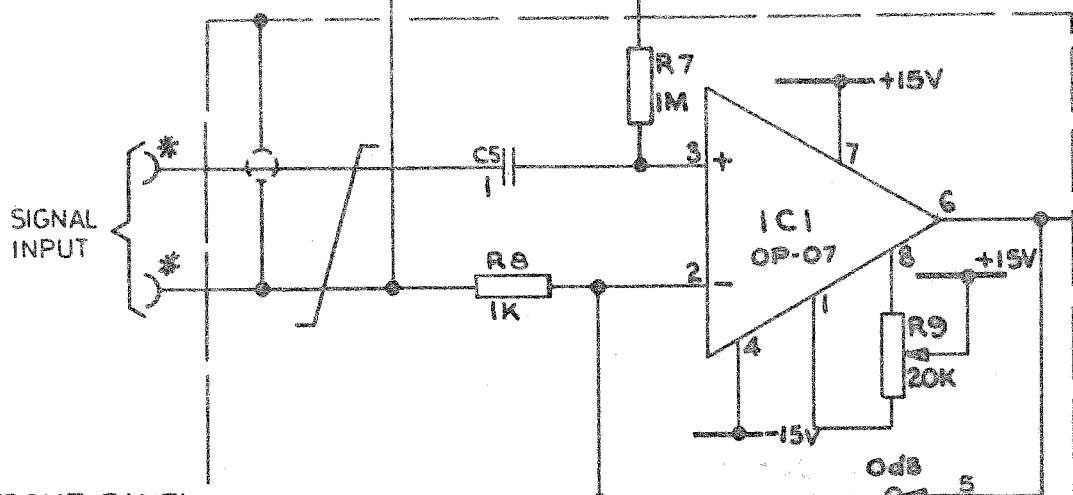 R7
1M
+15V
*
C5
1
3
+
7
SIGNAL
INPUT
6
IC1
OP-07
*
R8
1K
2
-
8
+15V
1
R9
20K
4
-15V
0dB
5